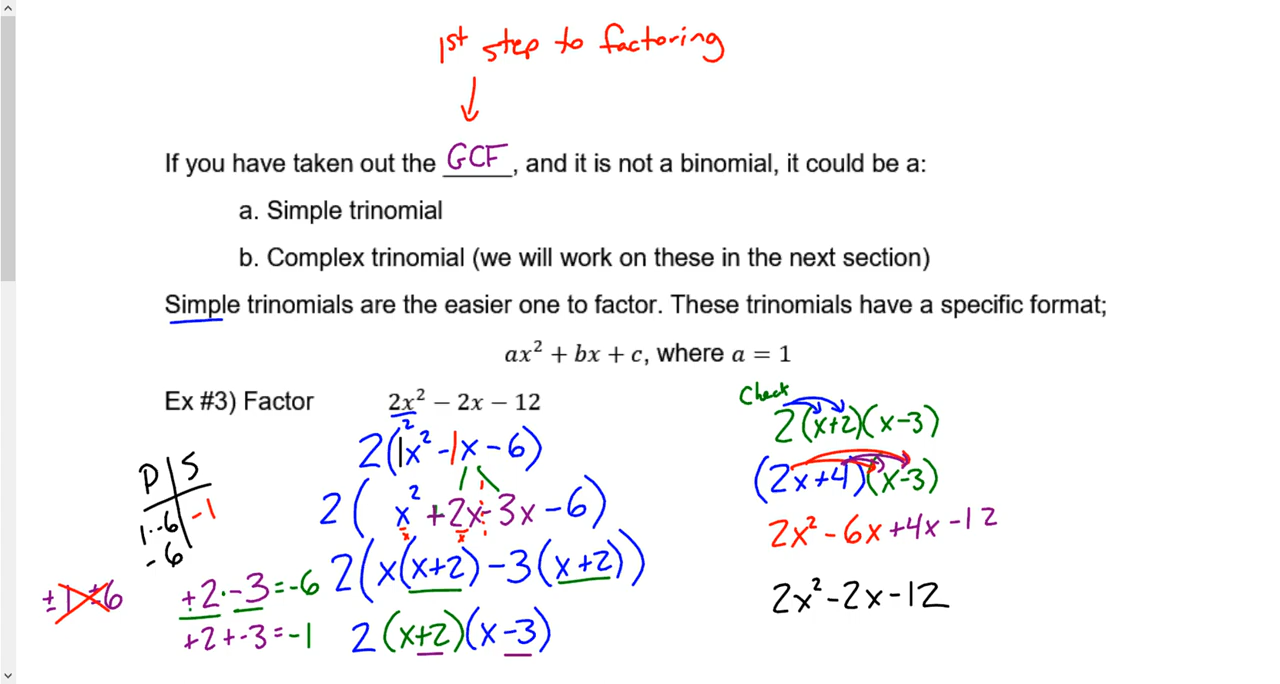 1st step to factoring
↓
If you have taken out the GCF, and it is not a binomial, it could be a:
a. Simple trinomial
b. Complex trinomial (we will work on these in the next section)
Simple trinomials are the easier one to factor. These trinomials have a specific format;
ax² + bx + c, where a = 1
Ex #3) Factor 2x² − 2x − 12
2
2(1x² -1x - 6)
2( x² +2x - 3x - 6)
x x
2(x(x+2) - 3(x+2))
2(x+2)(x-3)
P | S
1·-6 | -1
-6
±1 ±6
+2·-3 = -6
+2+-3 = -1
Check
2(x+2)(x-3)
(2x+4)(x-3)
2x² - 6x + 4x - 12
2x² - 2x - 12